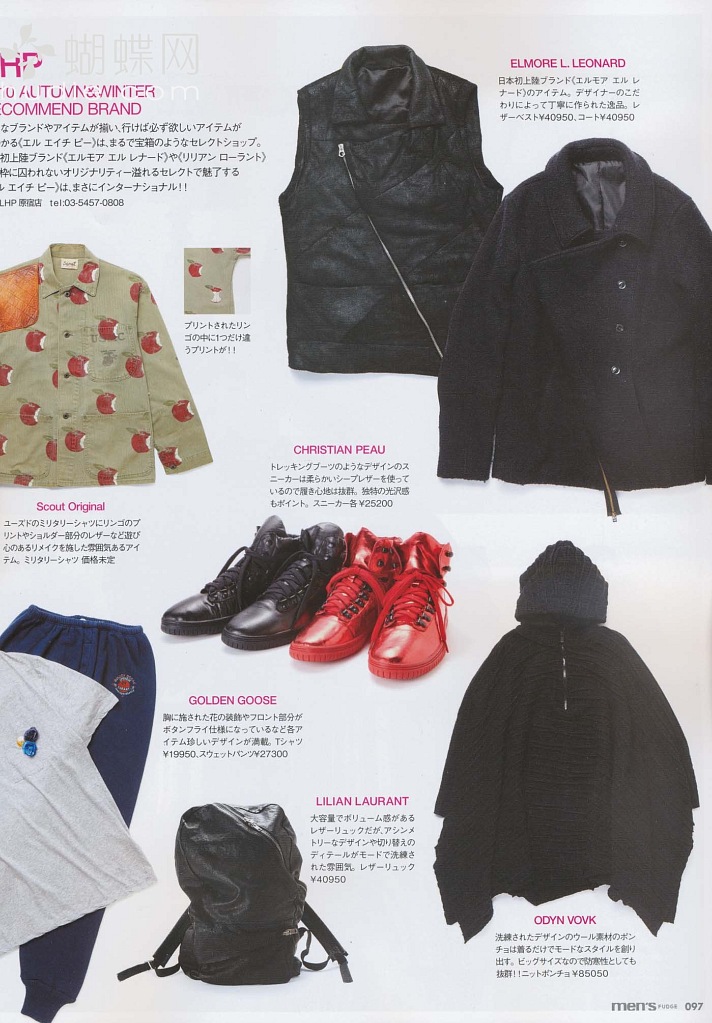 蝴蝶网
HP
10 AUTUMN&WINTER
ECOMMEND BRAND
なブランドやアイテムが揃い、行けば必ず欲しいアイテムが
かる《エル エイチ ピー》は、まるで宝箱のようなセレクトショップ。
初上陸ブランド《エルモア エル レナード》や《リリアン ローラント》
枠に囚われないオリジナリティー溢れるセレクトで魅了する
ル エイチ ピー》は、まさにインターナショナル！！
LHP 原宿店 tel:03-5457-0808
ELMORE L. LEONARD
日本初上陸ブランド《エルモア エル レ
ナード》のアイテム。デザイナーのこだ
わりによって丁寧に作られた逸品。レ
ザーベスト¥40950、コート¥40950
プリントされたリン
ゴの中に1つだけ違
うプリントが！！
Scout Original
ユーズドのミリタリーシャツにリンゴのプ
リントやショルダー部分のレザーなど遊び
心のあるリメイクを施した雰囲気あるアイ
テム。ミリタリーシャツ 価格未定
CHRISTIAN PEAU
トレッキングブーツのようなデザインのス
ニーカーは柔らかいシープレザーを使って
いるので履き心地は抜群。独特の光沢感
もポイント。スニーカー各¥25200
GOLDEN GOOSE
胸に施された花の装飾やフロント部分が
ボタンフライ仕様になっているなど各ア
イテム珍しいデザインが満載。Tシャツ
¥19950、スウェットパンツ¥27300
LILIAN LAURANT
大容量でボリューム感がある
レザーリュックだが、アシンメ
トリーなデザインや切り替えの
ディテールがモードで洗練さ
れた雰囲気。レザーリュック
¥40950
ODYN VOVK
洗練されたデザインのウール素材のポン
チョは着るだけでモードなスタイルを創り
出す。ビッグサイズなので防寒性としても
抜群！！ニットポンチョ¥85050
men's FUDGE 097